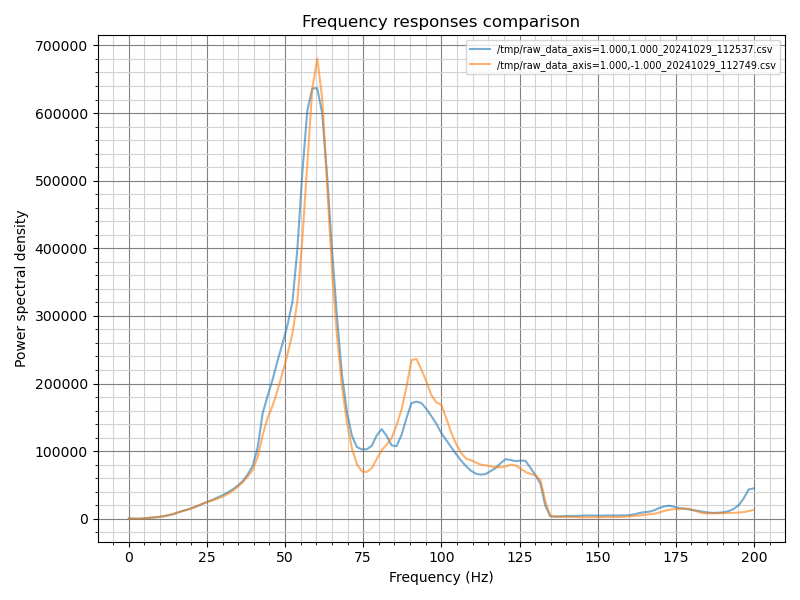 Frequency responses comparison
/tmp/raw_data_axis=1.000,1.000_20241029_112537.csv
/tmp/raw_data_axis=1.000,-1.000_20241029_112749.csv
Power spectral density
700000
600000
500000
400000
300000
200000
100000
0
0 25 50 75 100 125 150 175 200
Frequency (Hz)